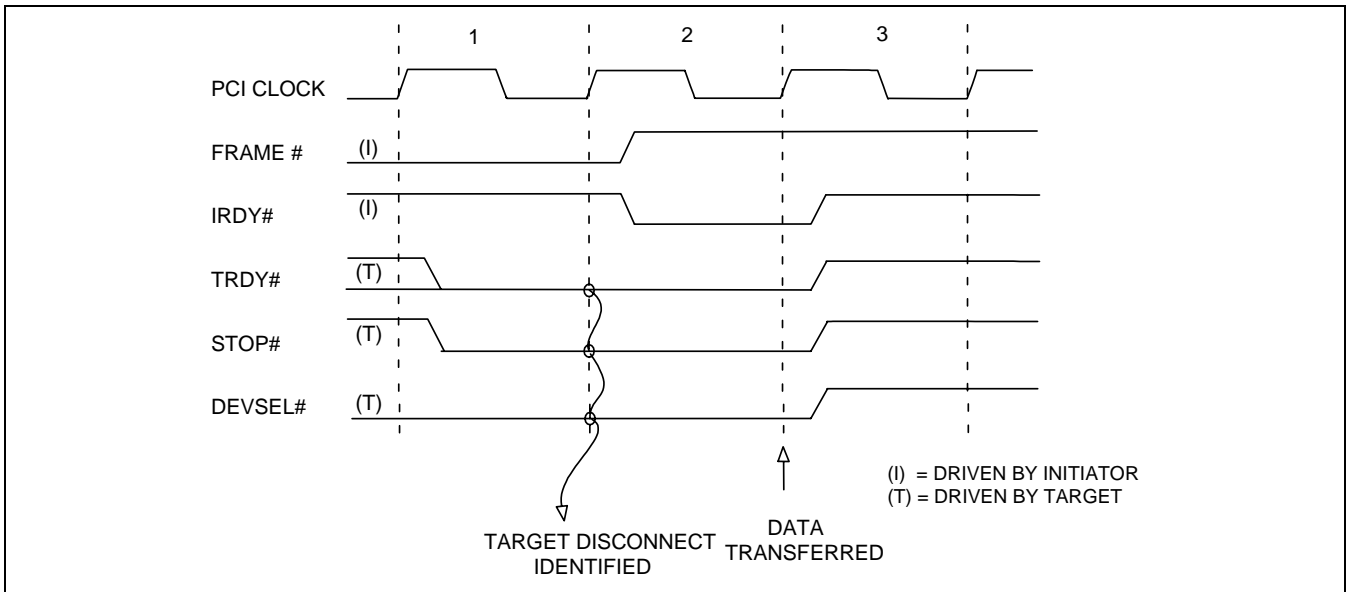 1 2 3
PCI CLOCK
FRAME # (I)
IRDY# (I)
TRDY# (T)
STOP# (T)
DEVSEL# (T)
(I) = DRIVEN BY INITIATOR
(T) = DRIVEN BY TARGET
TARGET DISCONNECT
IDENTIFIED
DATA
TRANSFERRED